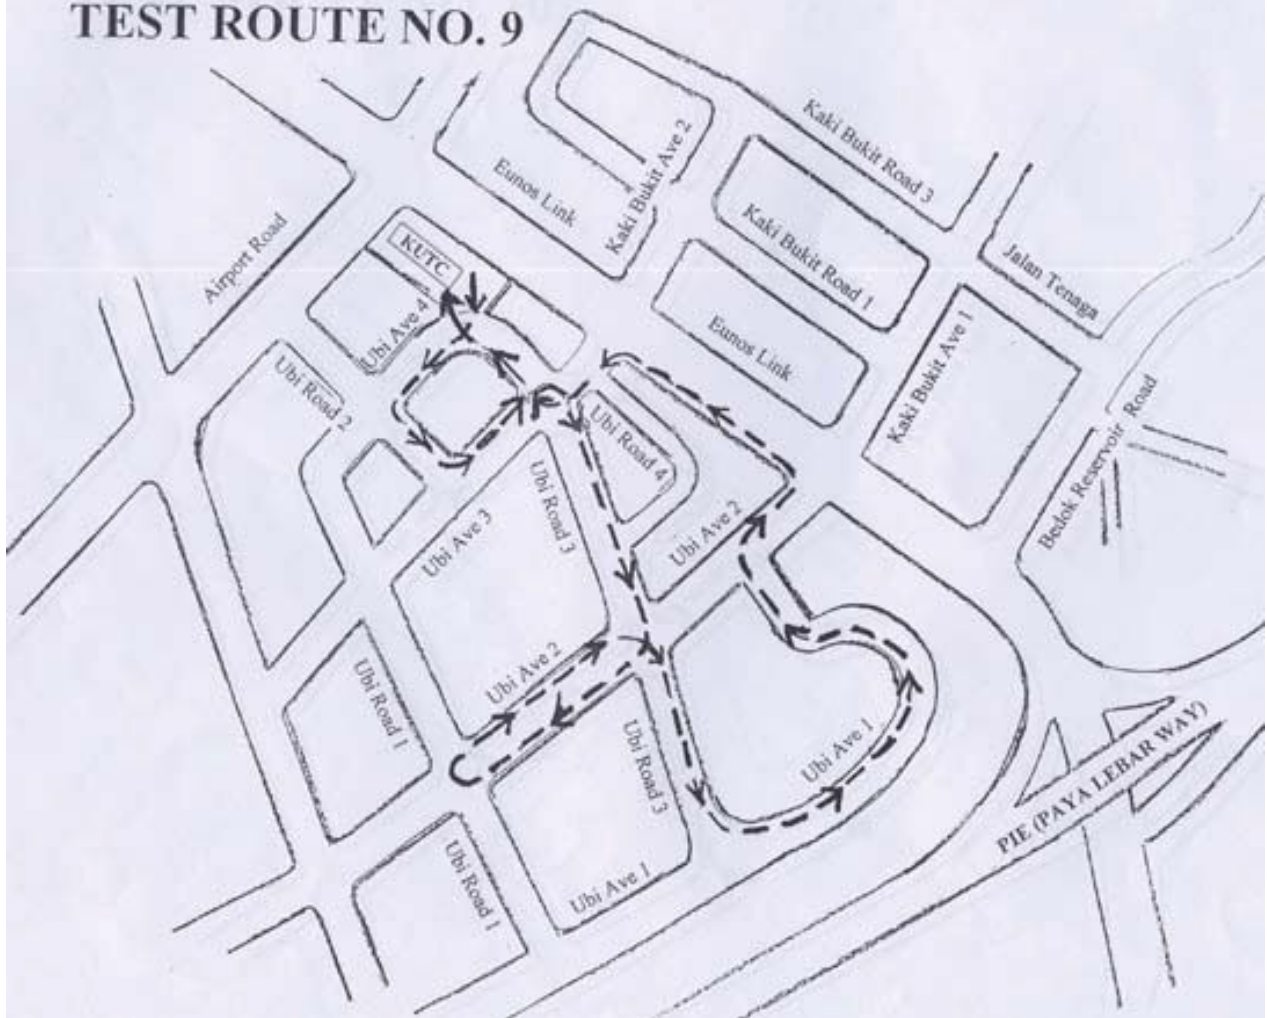 TEST ROUTE NO. 9
Kaki Bukit Road 3
Kaki Bukit Ave 2
Eunos Link
Kaki Bukit Road 1
Jalan Tenaga
Airport Road
KUTC
Ubi Ave 4
Eunos Link
Kaki Bukit Ave 1
Ubi Road 2
Bedok Reservoir Road
Ubi Road 4
Ubi Road 3
Ubi Ave 3
Ubi Ave 2
Ubi Ave 2
Ubi Road 1
Ubi Road 3
Ubi Ave 1
PIE (PAYA LEBAR WAY)
Ubi Road 1
Ubi Ave 1